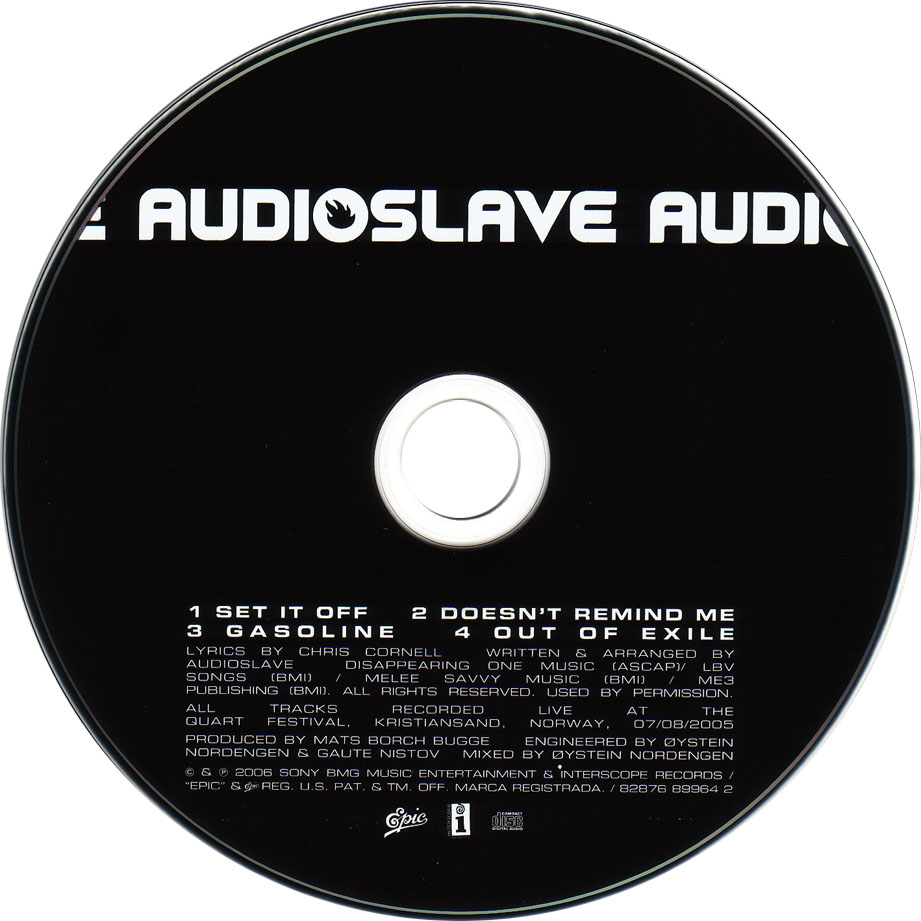 E AUDIOSLAVE AUDIO
1 SET IT OFF 2 DOESN'T REMIND ME
3 GASOLINE 4 OUT OF EXILE
LYRICS BY CHRIS CORNELL WRITTEN & ARRANGED BY
AUDIOSLAVE DISAPPEARING ONE MUSIC (ASCAP)/ LBV
SONGS (BMI) / MELEE SAVVY MUSIC (BMI) / ME3
PUBLISHING (BMI). ALL RIGHTS RESERVED. USED BY PERMISSION.
ALL TRACKS RECORDED LIVE AT THE
QUART FESTIVAL, KRISTIANSAND, NORWAY, 07/08/2005
PRODUCED BY MATS BORCH BUGGE ENGINEERED BY ØYSTEIN
NORDENGEN & GAUTE NISTOV MIXED BY ØYSTEIN NORDENGEN
© & ℗ 2006 SONY BMG MUSIC ENTERTAINMENT & INTERSCOPE RECORDS /
"EPIC" & REG. U.S. PAT. & TM. OFF. MARCA REGISTRADA. / 82876 89964 2
Epic i COMPACT disc DIGITAL AUDIO